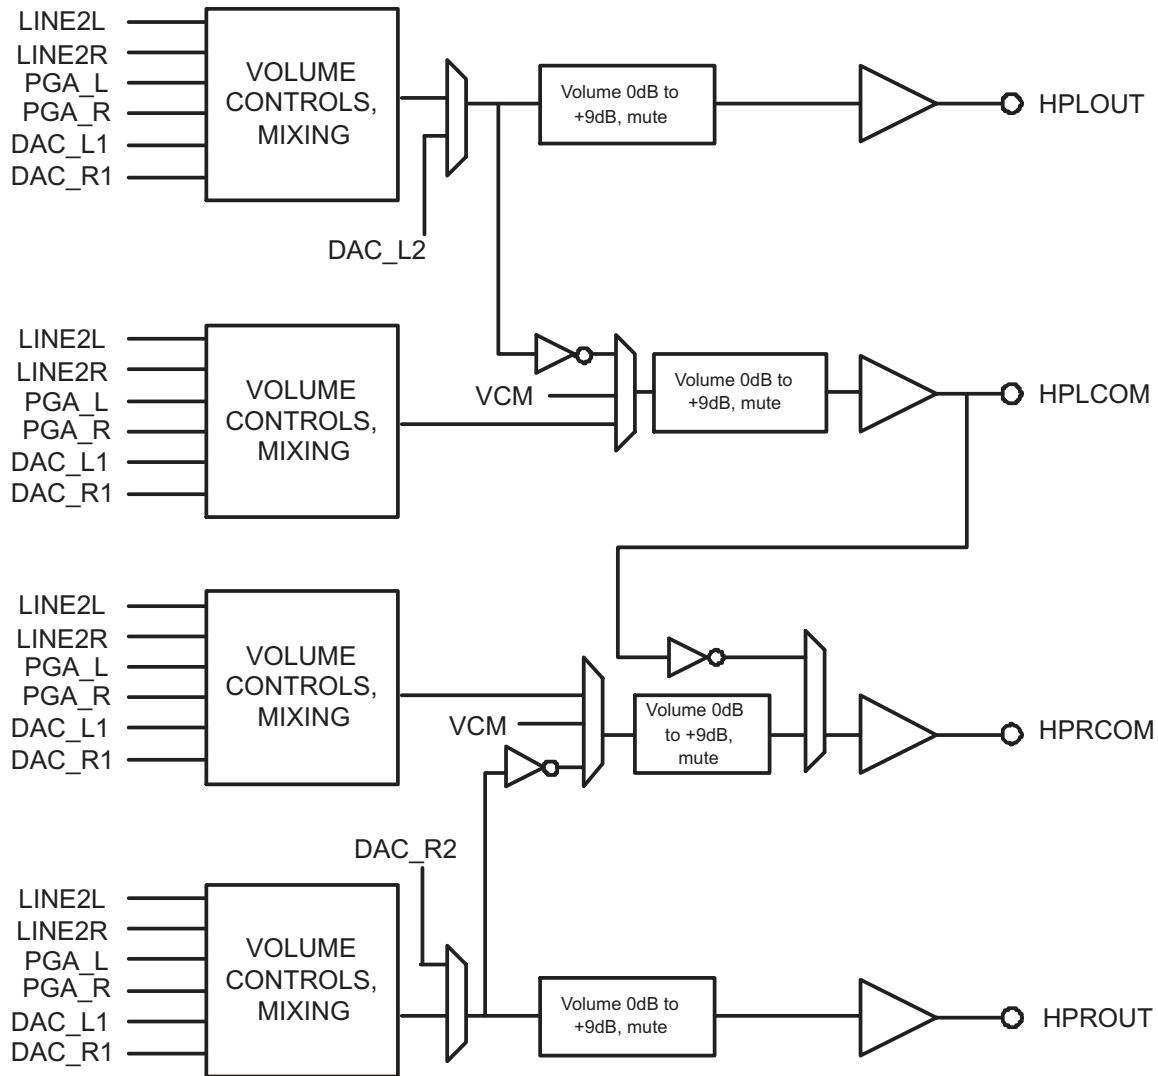 LINE2L
LINE2R
PGA_L
PGA_R
DAC_L1
DAC_R1
VOLUME
CONTROLS,
MIXING
DAC_L2
Volume 0dB to
+9dB, mute
HPLOUT
LINE2L
LINE2R
PGA_L
PGA_R
DAC_L1
DAC_R1
VOLUME
CONTROLS,
MIXING
VCM
Volume 0dB to
+9dB, mute
HPLCOM
LINE2L
LINE2R
PGA_L
PGA_R
DAC_L1
DAC_R1
VOLUME
CONTROLS,
MIXING
VCM
Volume 0dB
to +9dB,
mute
HPRCOM
DAC_R2
LINE2L
LINE2R
PGA_L
PGA_R
DAC_L1
DAC_R1
VOLUME
CONTROLS,
MIXING
Volume 0dB to
+9dB, mute
HPROUT